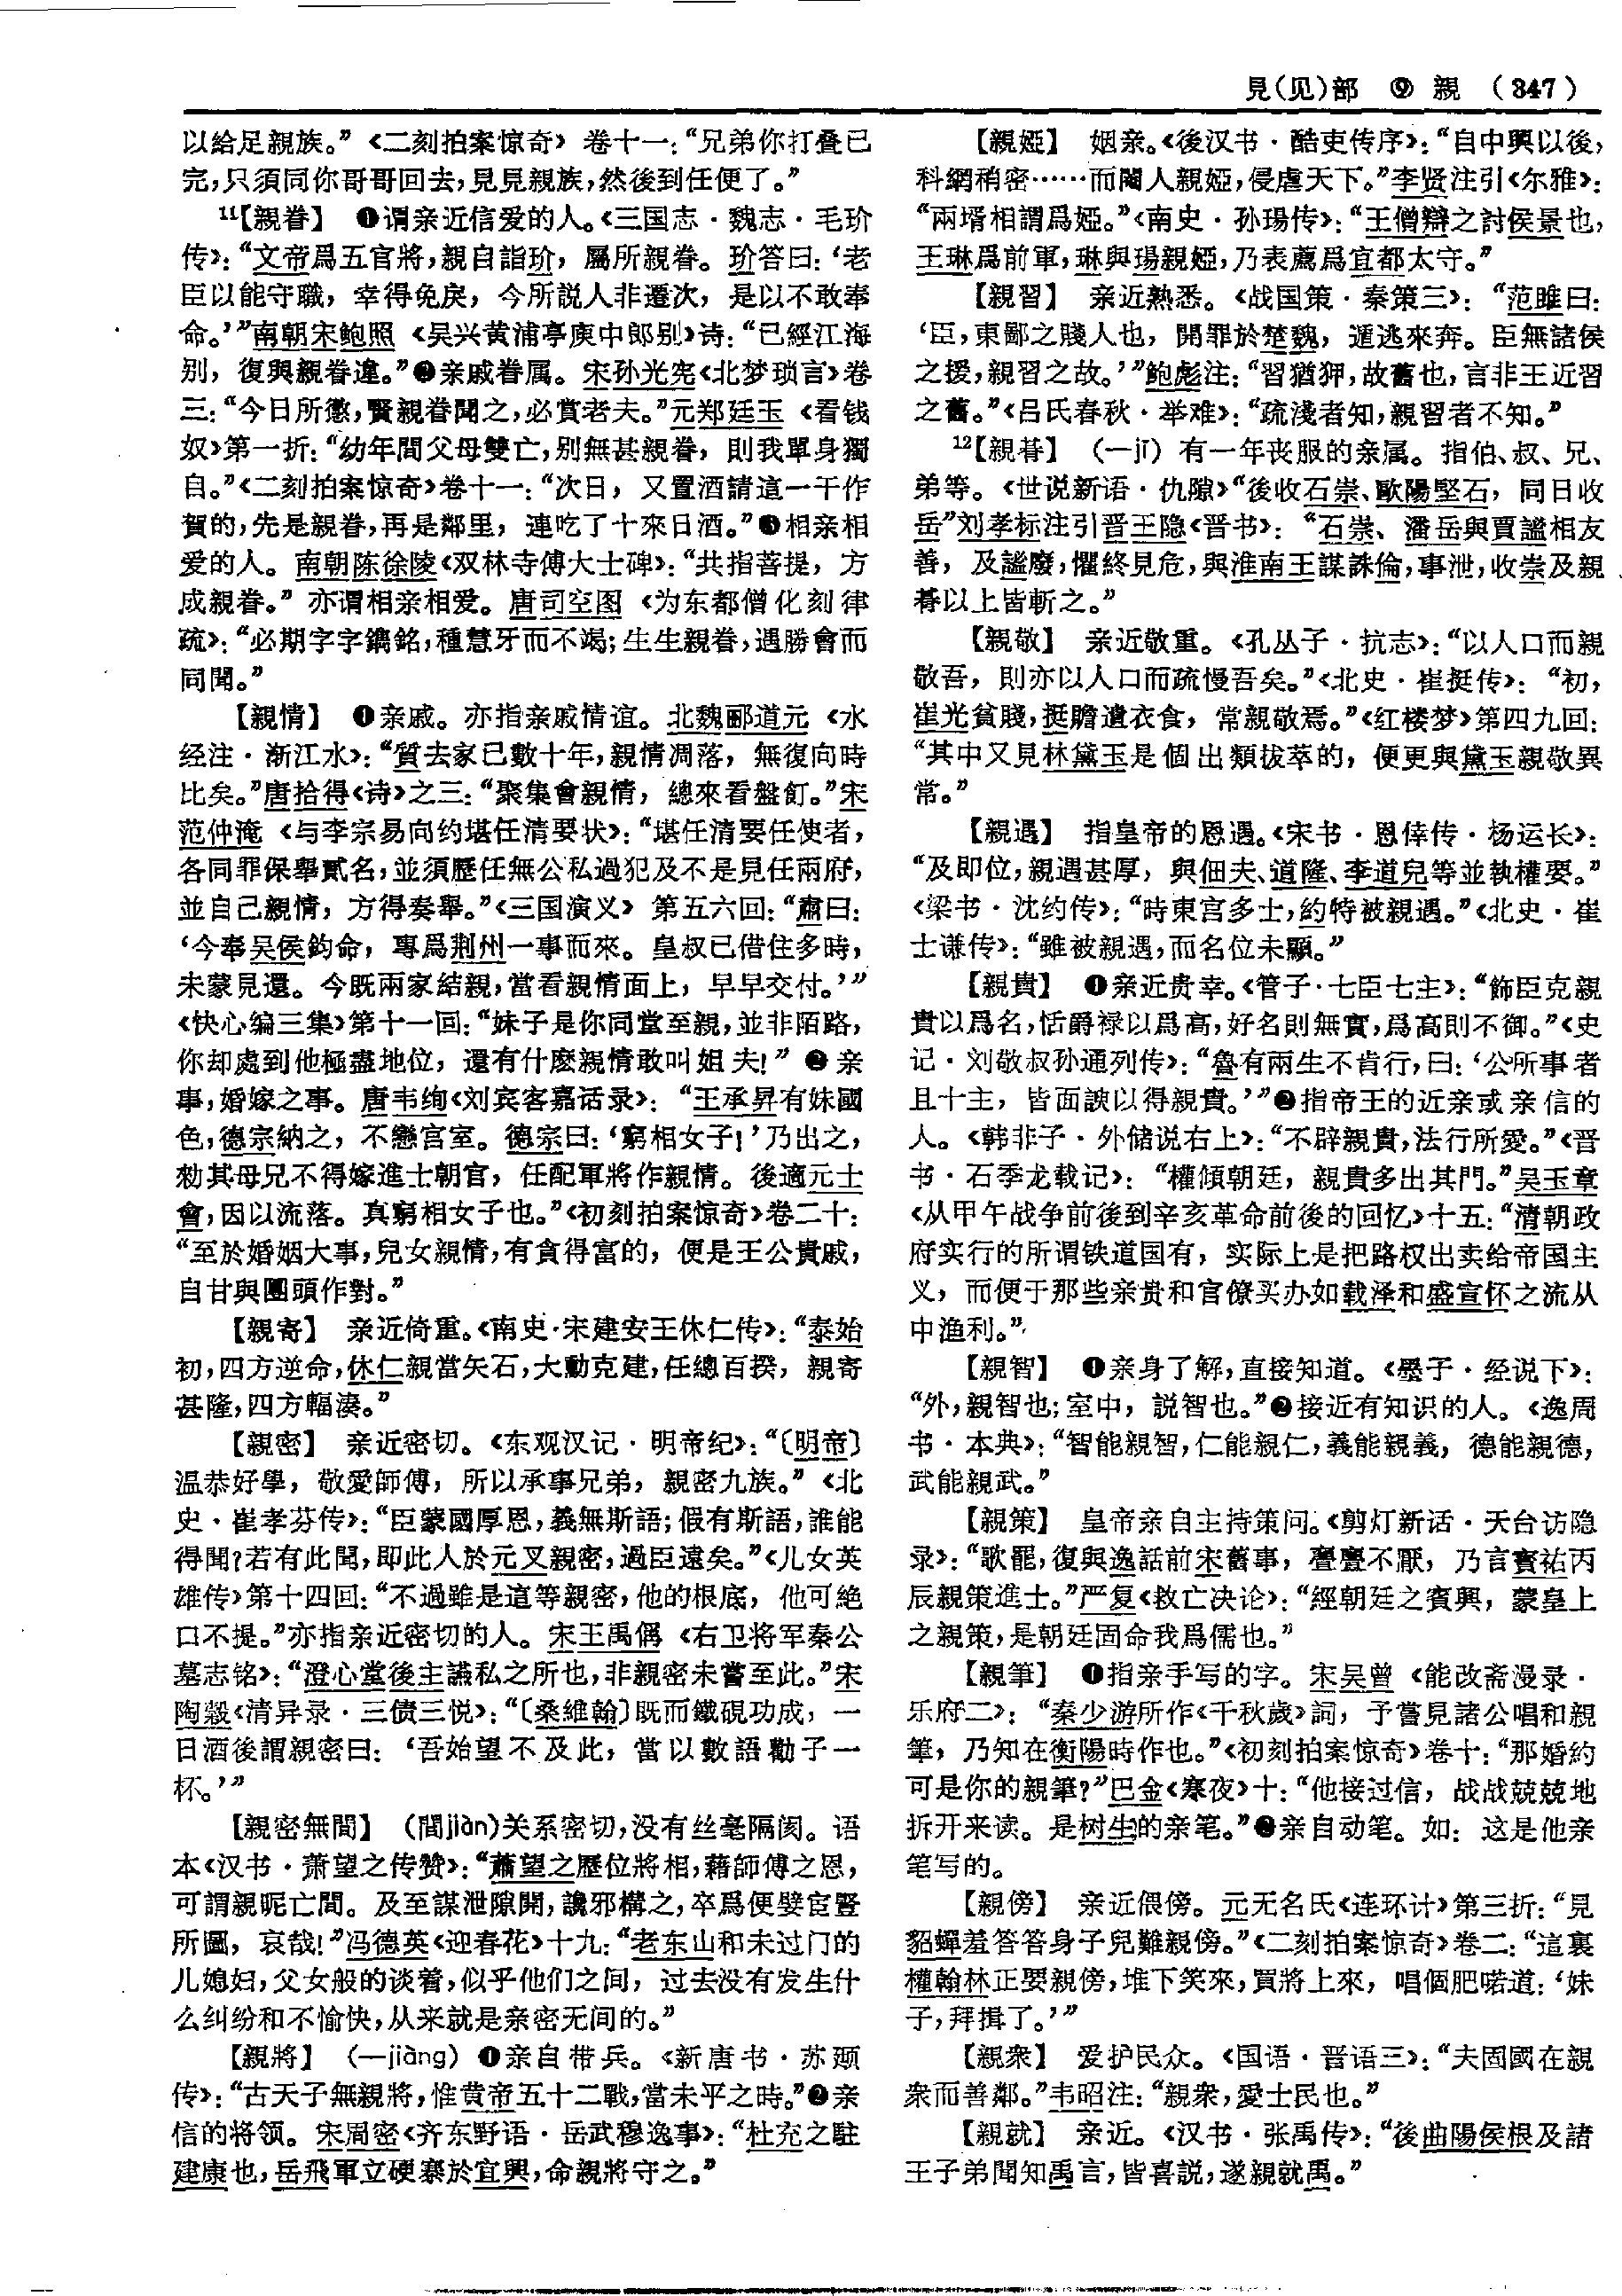 見(见)部 ⑨ 親 (347)
以給足親族。”《二刻拍案惊奇》卷十一：“兄弟你打叠已
完，只須同你哥哥回去，見見親族，然後到任便了。”
11【親眷】 ❶谓亲近信爱的人。《三国志·魏志·毛玠
传》：“文帝爲五官將，親自詣玠，屬所親眷。玠答曰：‘老
臣以能守職，幸得免戾，今所説人非遷次，是以不敢奉
命。’”南朝宋鲍照《吴兴黄浦亭庾中郎别》诗：“已經江海
别，復與親眷違。”❷亲戚眷属。宋孙光宪《北梦琐言》卷
三：“今日所懲，賢親眷聞之，必賞老夫。”元郑廷玉《看钱
奴》第一折：“幼年間父母雙亡，别無甚親眷，則我單身獨
自。”《二刻拍案惊奇》卷十一：“次日，又置酒請這一干作
賀的，先是親眷，再是鄰里，連吃了十來日酒。”❸相亲相
爱的人。南朝陈徐陵《双林寺傅大士碑》：“共指菩提，方
成親眷。”亦谓相亲相爱。唐司空图《为东都僧化刻律
疏》：“必期字字鐫銘，種慧牙而不竭；生生親眷，遇勝會而
同聞。”
【親情】 ❶亲戚。亦指亲戚情谊。北魏郦道元《水
经注·渐江水》：“質去家已數十年，親情凋落，無復向時
比矣。”唐拾得《诗》之三：“聚集會親情，總來看盤飣。”宋
范仲淹《与李宗易向约堪任清要状》：“堪任清要任使者，
各同罪保舉貳名，並須歷任無公私過犯及不是見任兩府，
並自己親情，方得奏舉。”《三国演义》第五六回：“肅曰：
‘今奉吴侯鈞命，專爲荆州一事而來。皇叔已借住多時，
未蒙見還。今既兩家結親，當看親情面上，早早交付。’”
《快心编三集》第十一回：“妹子是你同堂至親，並非陌路，
你却處到他極盡地位，還有什麽親情敢叫姐夫！”❷亲
事，婚嫁之事。唐韦绚《刘宾客嘉话录》：“王承昇有妹國
色，德宗納之，不戀宫室。德宗曰：‘窮相女子！’乃出之，
勑其母兄不得嫁進士朝官，任配軍將作親情。後適元士
會，因以流落。真窮相女子也。”《初刻拍案惊奇》卷二十：
“至於婚姻大事，兒女親情，有貪得富的，便是王公貴戚，
自甘與團頭作對。”
【親寄】 亲近倚重。《南史·宋建安王休仁传》：“泰始
初，四方逆命，休仁親當矢石，大勳克建，任總百揆，親寄
甚隆，四方輻湊。”
【親密】 亲近密切。《东观汉记·明帝纪》：“〔明帝〕
温恭好學，敬愛師傅，所以承事兄弟，親密九族。”《北
史·崔孝芬传》：“臣蒙國厚恩，義無斯語；假有斯語，誰能
得聞？若有此聞，即此人於元叉親密，過臣遠矣。”《儿女英
雄传》第十四回：“不過雖是這等親密，他的根底，他可絶
口不提。”亦指亲近密切的人。宋王禹偁《右卫将军秦公
墓志铭》：“澄心堂後主讌私之所也，非親密未嘗至此。”宋
陶穀《清异录·三债三悦》：“〔桑維翰〕既而鐵硯功成，一
日酒後謂親密曰：‘吾始望不及此，當以數語勸子一
杯。’”
【親密無間】 (間jiàn)关系密切，没有丝毫隔阂。语
本《汉书·萧望之传赞》：“蕭望之歷位將相，藉師傅之恩，
可謂親昵亡間。及至謀泄隙開，讒邪構之，卒爲便嬖宦豎
所圖，哀哉！”冯德英《迎春花》十九：“老东山和未过门的
儿媳妇，父女般的谈着，似乎他们之间，过去没有发生什
么纠纷和不愉快，从来就是亲密无间的。”
【親將】 (一jiàng) ❶亲自带兵。《新唐书·苏颋
传》：“古天子無親將，惟黄帝五十二戰，當未平之時。”❷亲
信的将领。宋周密《齐东野语·岳武穆逸事》：“杜充之駐
建康也，岳飛軍立硬寨於宜興，命親將守之。”
【親婭】 姻亲。《後汉书·酷吏传序》：“自中興以後，
科網稍密……而閹人親婭，侵虐天下。”李贤注引《尔雅》：
“兩壻相謂爲婭。”《南史·孙瑒传》：“王僧辯之討侯景也，
王琳爲前軍，琳與瑒親婭，乃表薦爲宜都太守。”
【親習】 亲近熟悉。《战国策·秦策三》：“范雎曰：
‘臣，東鄙之賤人也，開罪於楚魏，遁逃來奔。臣無諸侯
之援，親習之故。’”鲍彪注：“習猶狎，故舊也，言非王近習
之舊。”《吕氏春秋·举难》：“疏淺者知，親習者不知。”
12【親朞】 (一jī) 有一年丧服的亲属。指伯、叔、兄、
弟等。《世说新语·仇隙》“後收石崇、歐陽堅石，同日收
岳”刘孝标注引晋王隐《晋书》：“石崇、潘岳與賈謐相友
善，及謐廢，懼終見危，與淮南王謀誅倫，事泄，收崇及親
朞以上皆斬之。”
【親敬】 亲近敬重。《孔丛子·抗志》：“以人口而親
敬吾，則亦以人口而疏慢吾矣。”《北史·崔挺传》：“初，
崔光貧賤，挺贍遺衣食，常親敬焉。”《红楼梦》第四九回：
“其中又見林黛玉是個出類拔萃的，便更與黛玉親敬異
常。”
【親遇】 指皇帝的恩遇。《宋书·恩倖传·杨运长》：
“及即位，親遇甚厚，與佃夫、道隆、李道兒等並執權要。”
《梁书·沈约传》：“時東宫多士，約特被親遇。”《北史·崔
士谦传》：“雖被親遇，而名位未顯。”
【親貴】 ❶亲近贵幸。《管子·七臣七主》：“飾臣克親
貴以爲名，恬爵禄以爲高，好名則無實，爲高則不御。”《史
记·刘敬叔孙通列传》：“魯有兩生不肯行，曰：‘公所事者
且十主，皆面諛以得親貴。’”❷指帝王的近亲或亲信的
人。《韩非子·外储说右上》：“不辟親貴，法行所愛。”《晋
书·石季龙载记》：“權傾朝廷，親貴多出其門。”吴玉章
《从甲午战争前後到辛亥革命前後的回忆》十五：“清朝政
府实行的所谓铁道国有，实际上是把路权出卖给帝国主
义，而便于那些亲贵和官僚买办如载泽和盛宣怀之流从
中渔利。”
【親智】 ❶亲身了解，直接知道。《墨子·经说下》：
“外，親智也；室中，説智也。”❷接近有知识的人。《逸周
书·本典》：“智能親智，仁能親仁，義能親義，德能親德，
武能親武。”
【親策】 皇帝亲自主持策问。《剪灯新话·天台访隐
录》：“歌罷，復與逸話前宋舊事，亹亹不厭，乃言寳祐丙
辰親策進士。”严复《救亡决论》：“經朝廷之賓興，蒙皇上
之親策，是朝廷固命我爲儒也。”
【親筆】 ❶指亲手写的字。宋吴曾《能改斋漫录·
乐府二》：“秦少游所作《千秋歲》詞，予嘗見諸公唱和親
筆，乃知在衡陽時作也。”《初刻拍案惊奇》卷十：“那婚約
可是你的親筆？”巴金《寒夜》十：“他接过信，战战兢兢地
拆开来读。是树生的亲笔。”❷亲自动笔。如：这是他亲
笔写的。
【親傍】 亲近偎傍。元无名氏《连环计》第三折：“見
貂蟬羞答答身子兒難親傍。”《二刻拍案惊奇》卷二：“這裏
權翰林正要親傍，堆下笑來，買將上來，唱個肥喏道：‘妹
子，拜揖了。’”
【親衆】 爱护民众。《国语·晋语三》：“夫固國在親
衆而善鄰。”韦昭注：“親衆，愛士民也。”
【親就】 亲近。《汉书·张禹传》：“後曲陽侯根及諸
王子弟聞知禹言，皆喜説，遂親就禹。”